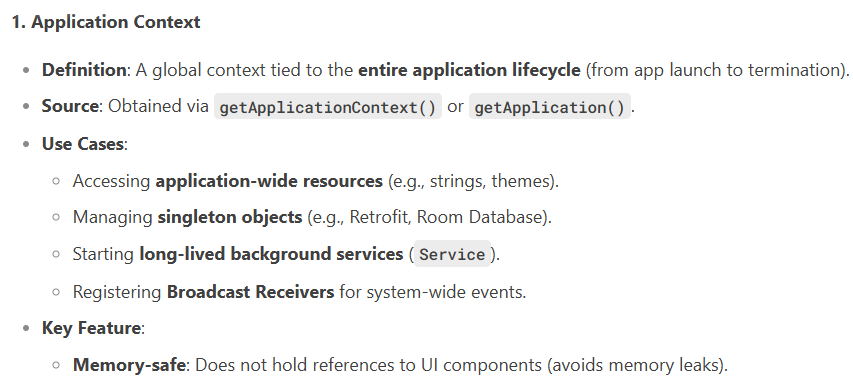 1. Application Context
• Definition: A global context tied to the entire application lifecycle (from app launch to termination).
• Source: Obtained via getApplicationContext() or getApplication().
• Use Cases:
◦ Accessing application-wide resources (e.g., strings, themes).
◦ Managing singleton objects (e.g., Retrofit, Room Database).
◦ Starting long-lived background services (Service).
◦ Registering Broadcast Receivers for system-wide events.
• Key Feature:
◦ Memory-safe: Does not hold references to UI components (avoids memory leaks).